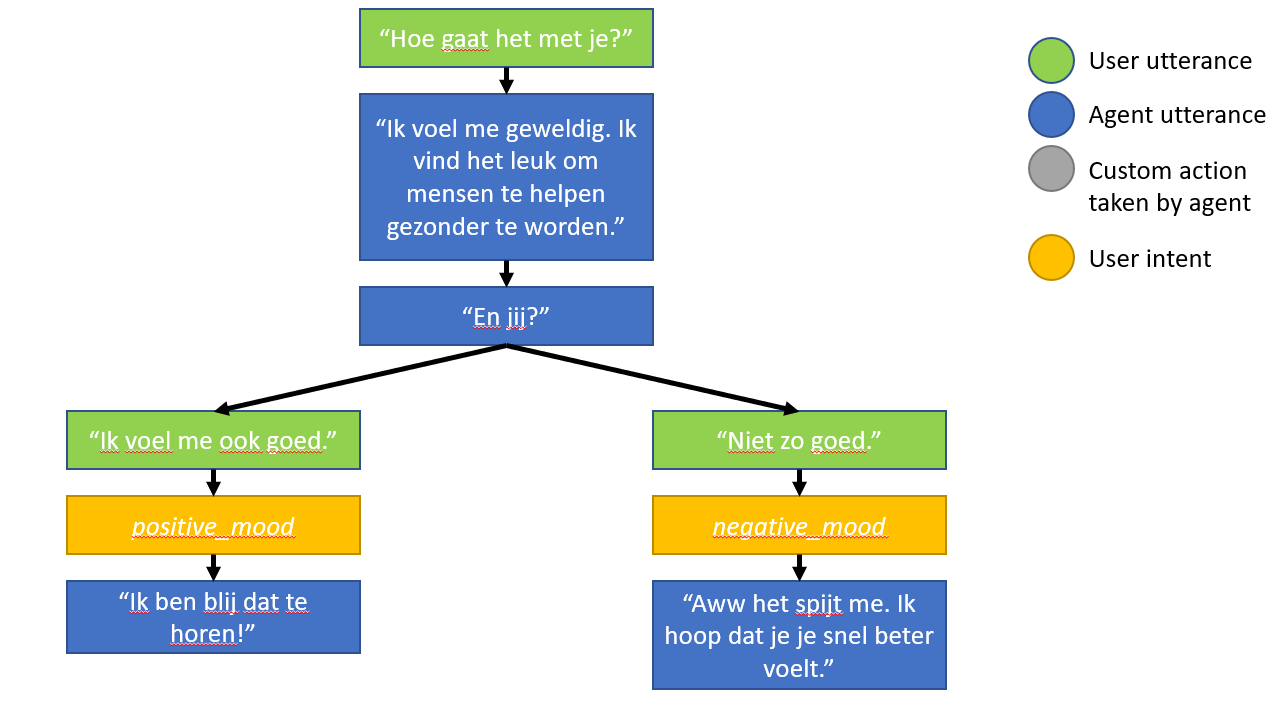 “Hoe gaat het met je?”
“Ik voel me geweldig. Ik
vind het leuk om
mensen te helpen
gezonder te worden.”
“En jij?”
“Ik voel me ook goed.”
positive_mood
“Ik ben blij dat te
horen!”
“Niet zo goed.”
negative_mood
“Aww het spijt me. Ik
hoop dat je je snel beter
voelt.”
User utterance
Agent utterance
Custom action
taken by agent
User intent